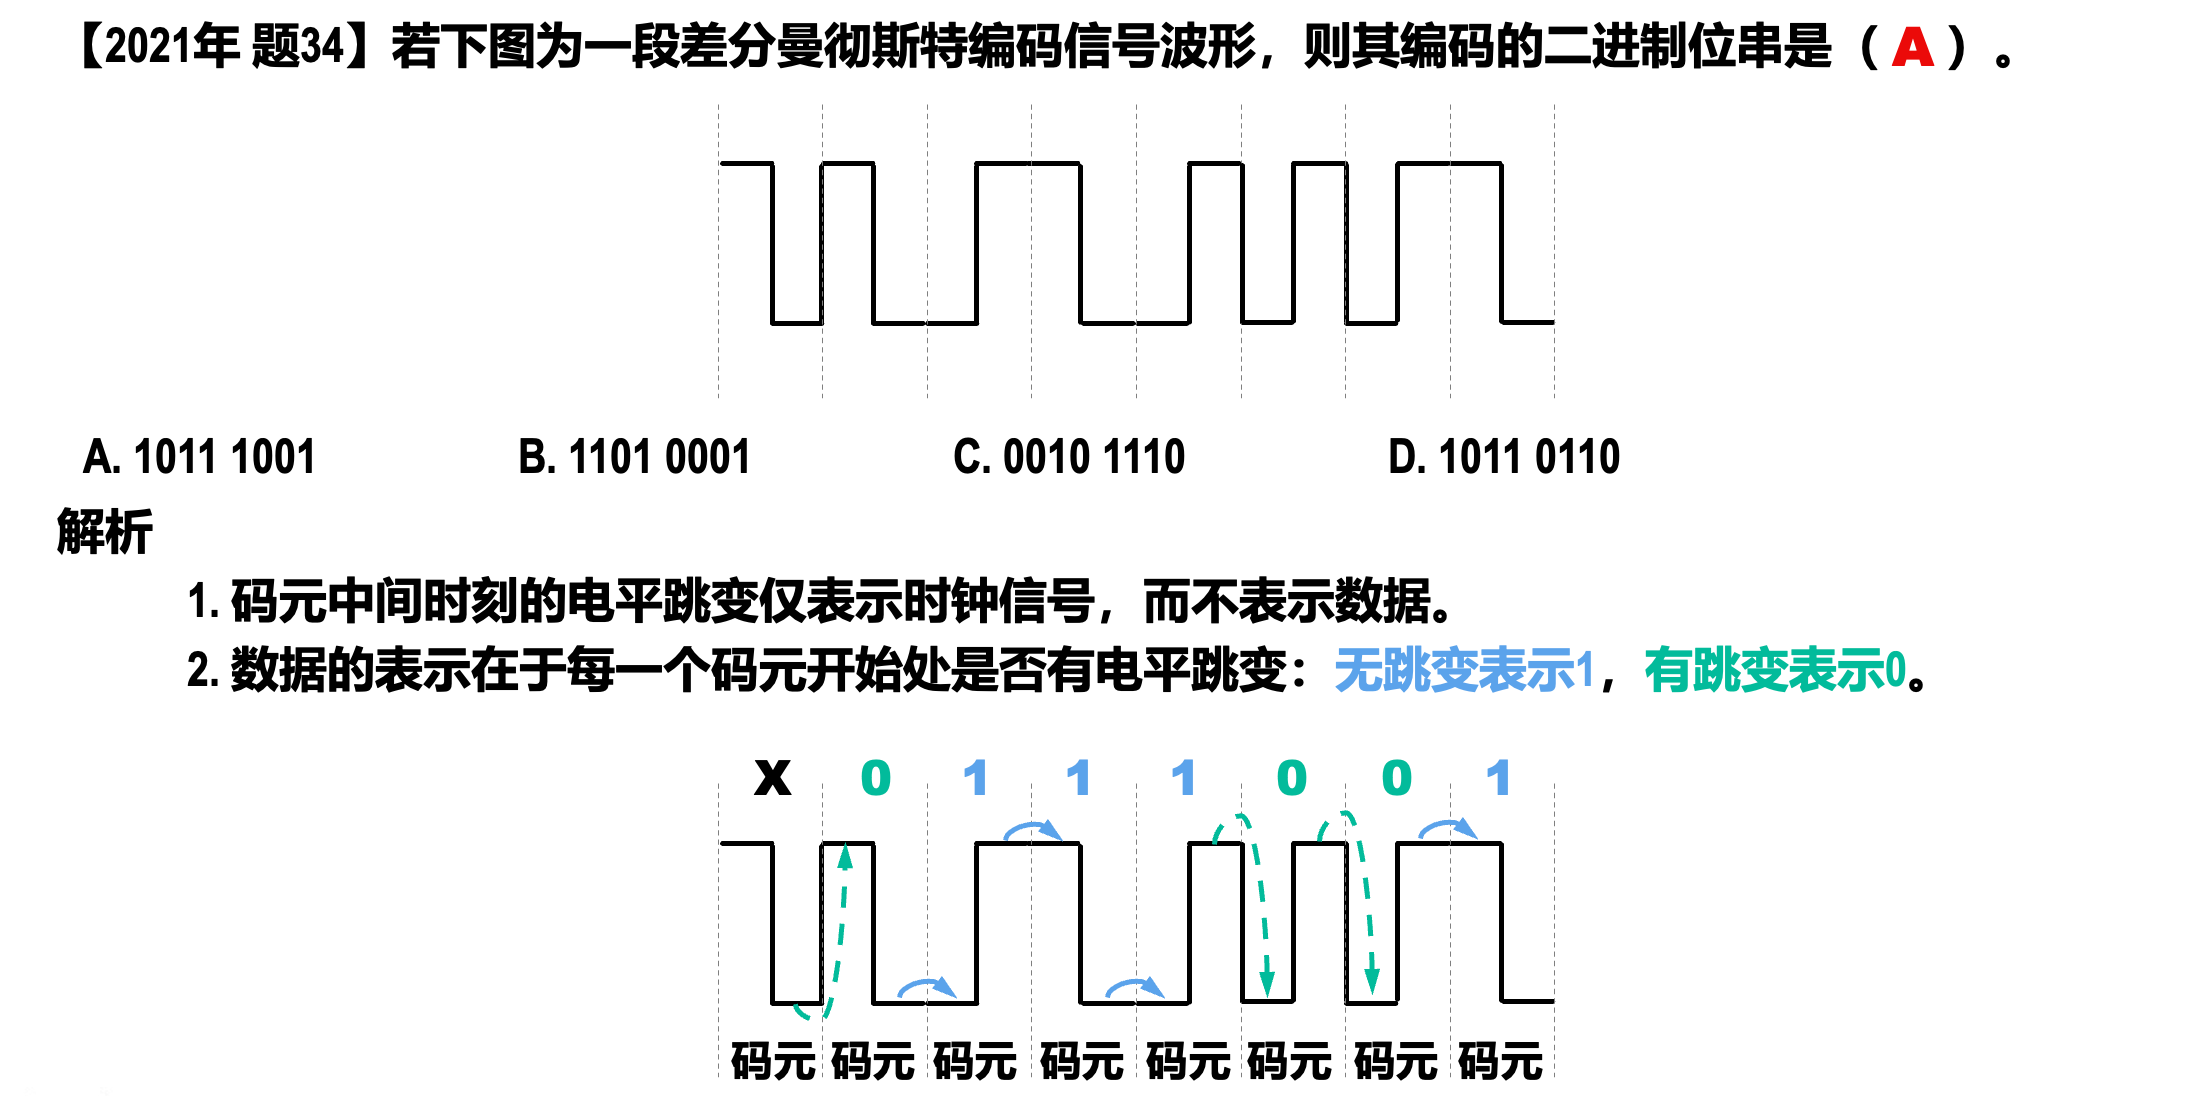 【2021年 题34】若下图为一段差分曼彻斯特编码信号波形，则其编码的二进制位串是（ A ）。
A. 1011 1001 B. 1101 0001 C. 0010 1110 D. 1011 0110
解析
1. 码元中间时刻的电平跳变仅表示时钟信号，而不表示数据。
2. 数据的表示在于每一个码元开始处是否有电平跳变：无跳变表示1，有跳变表示0。
X 0 1 1 1 0 0 1
码元 码元 码元 码元 码元 码元 码元 码元